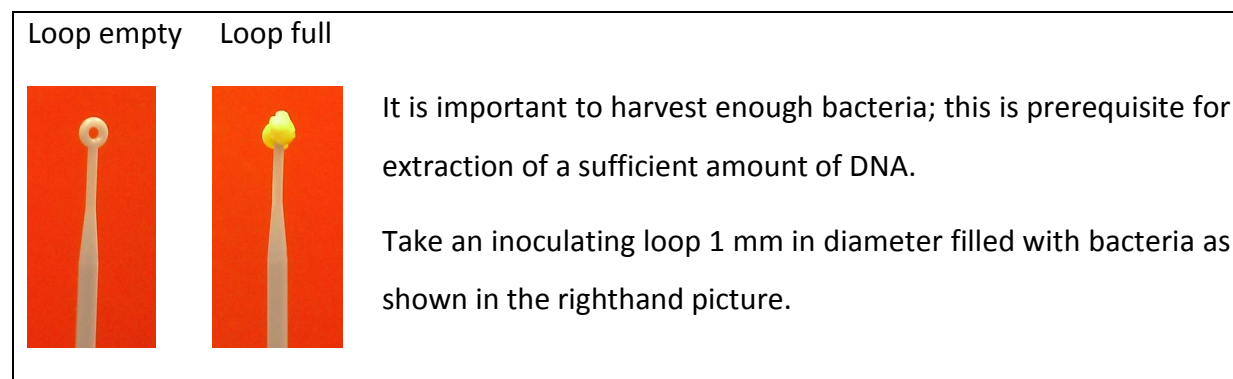 Loop empty Loop full
It is important to harvest enough bacteria; this is prerequisite for
extraction of a sufficient amount of DNA.
Take an inoculating loop 1 mm in diameter filled with bacteria as
shown in the righthand picture.